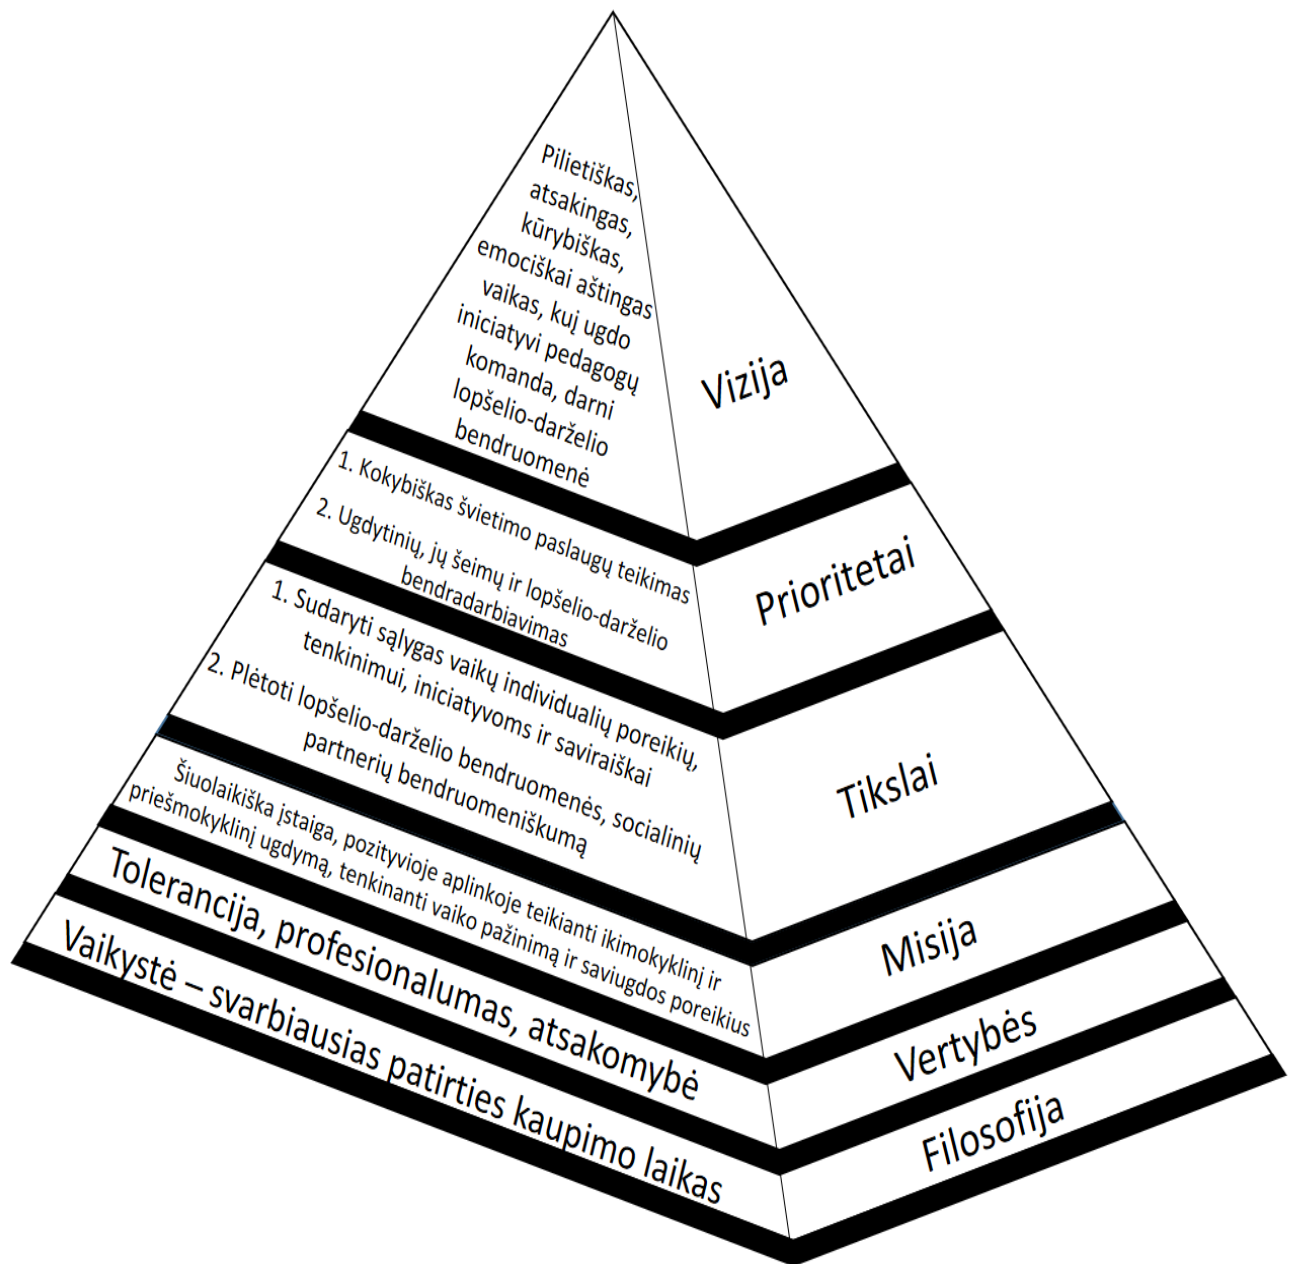 Pilietiškas,
atsakingas,
kūrybiškas,
emociškai aštingas
vaikas, kuį ugdo
iniciatyvi pedagogų
komanda, darni
lopšelio-darželio
bendruomenė
Vizija
1. Kokybiškas švietimo paslaugų teikimas
2. Ugdytinių, jų šeimų ir lopšelio-darželio
bendradarbiavimas
Prioritetai
1. Sudaryti sąlygas vaikų individualių poreikių,
tenkinimui, iniciatyvoms ir saviraiškai
2. Plėtoti lopšelio-darželio bendruomenės, socialinių
partnerių bendruomeniškumą
Tikslai
Šiuolaikiška įstaiga, pozityvioje aplinkoje teikianti ikimokyklinį ir
priešmokyklinį ugdymą, tenkinanti vaiko pažinimą ir saviugdos poreikius
Misija
Tolerancija, profesionalumas, atsakomybė
Vertybės
Vaikystė – svarbiausias patirties kaupimo laikas
Filosofija